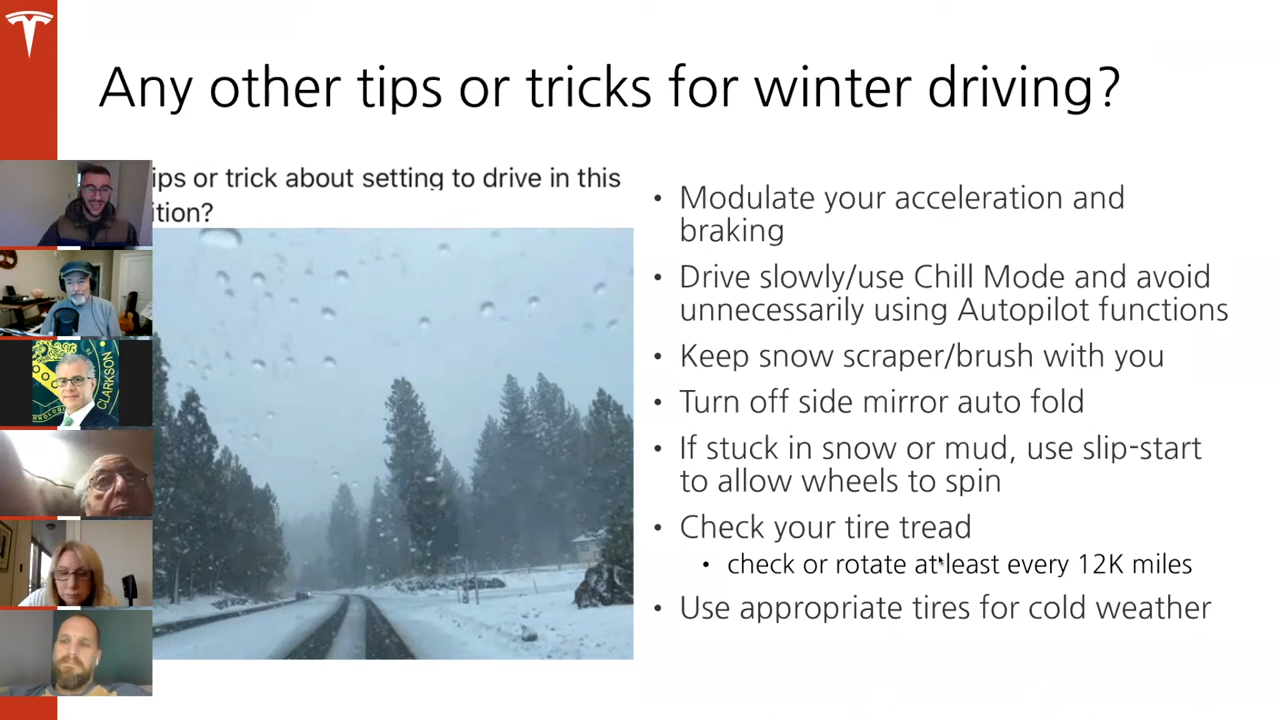 Any other tips or tricks for winter driving?
ips or trick about setting to drive in this
ition?
• Modulate your acceleration and
braking
• Drive slowly/use Chill Mode and avoid
unnecessarily using Autopilot functions
• Keep snow scraper/brush with you
• Turn off side mirror auto fold
• If stuck in snow or mud, use slip-start
to allow wheels to spin
• Check your tire tread
• check or rotate at least every 12K miles
• Use appropriate tires for cold weather
CLARKSON